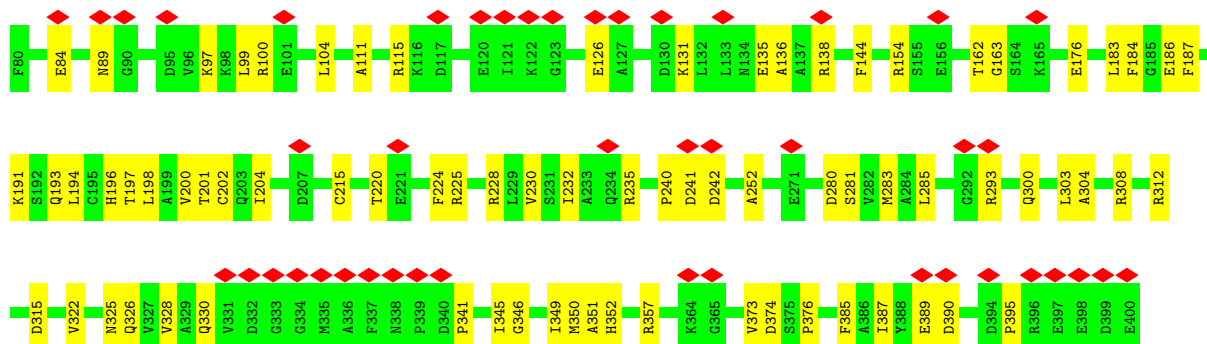 F80 E84 N89 G90 D95 V96 K97 K98 L99 R100 E101 L104 A111 R115 K116 D117 E120 I121 K122 G123 E126 A127 D130 K131 L132 L133 N134 E135 A136 A137 R138 F144 R154 S155 E156 T162 G163 S164 K165 E176 L183 F184 G185 E186 F187
K191 S192 Q193 L194 C195 H196 T197 L198 A199 V200 T201 C202 Q203 I204 D207 C215 T220 E221 F224 R225 R228 L229 V230 S231 I232 A233 Q234 R235 P240 D241 D242 A252 E271 D280 S281 V282 M283 A284 L285 G292 R293 Q300 L303 A304 R308 R312
D315 V322 N325 Q326 V327 V328 A329 Q330 V331 D332 G333 G334 M335 A336 F337 N338 P339 D340 P341 I345 G346 I349 M350 A351 H352 R357 K364 G365 V373 D374 S375 P376 F385 A386 I387 Y388 E389 D390 D394 P395 R396 E397 E398 D399 E400